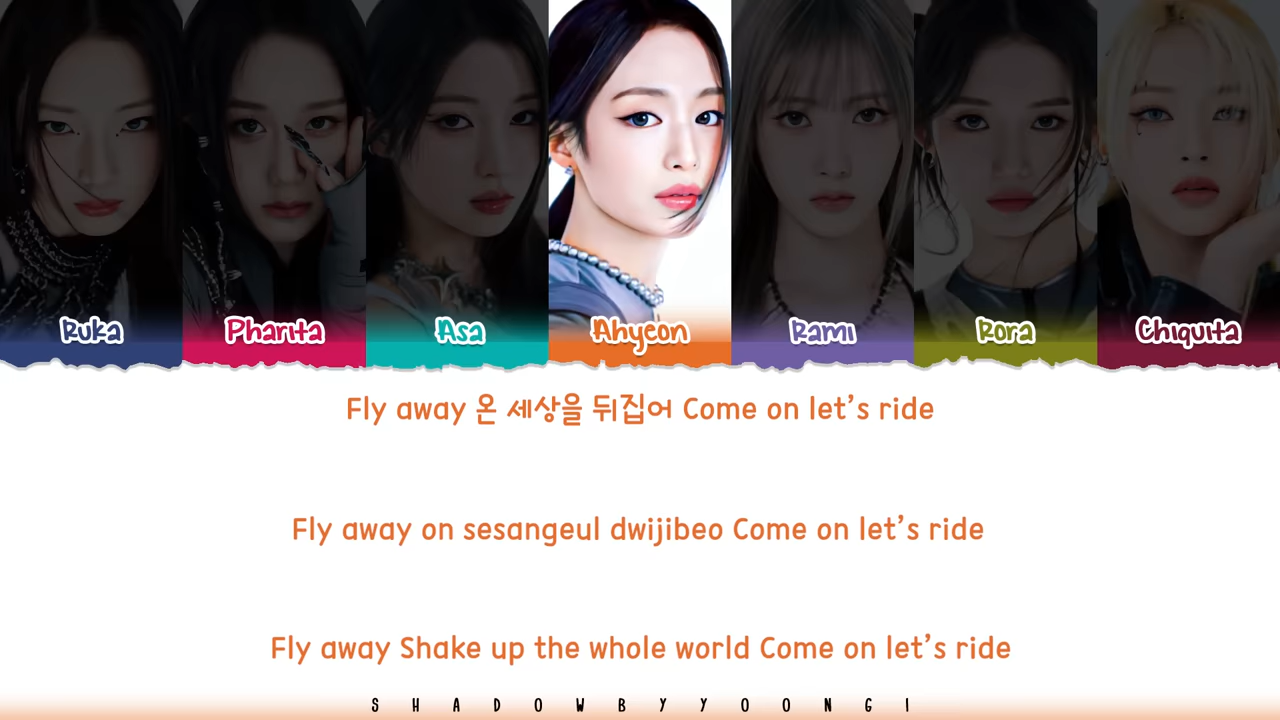 Ruka Pharita Asa Ahyeon Rami Rora Chiquita
Fly away 온 세상을 뒤집어 Come on let’s ride
Fly away on sesangeul dwijibeo Come on let’s ride
Fly away Shake up the whole world Come on let’s ride
SHADOWBYYOONGI